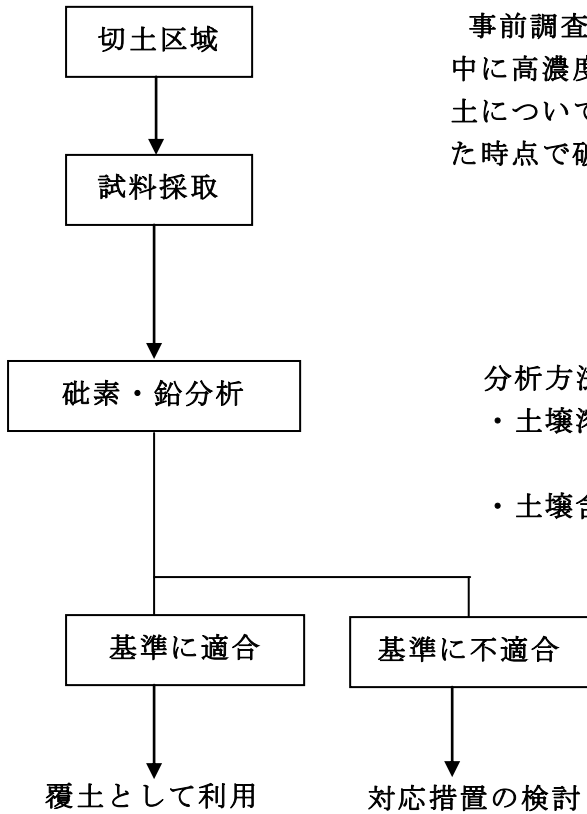 切土区域
事前調査
中に高濃度
土について
た時点で砒
試料採取
砒素・鉛分析
分析方法
・土壌溶
・土壌含
基準に適合
基準に不適合
覆土として利用
対応措置の検討